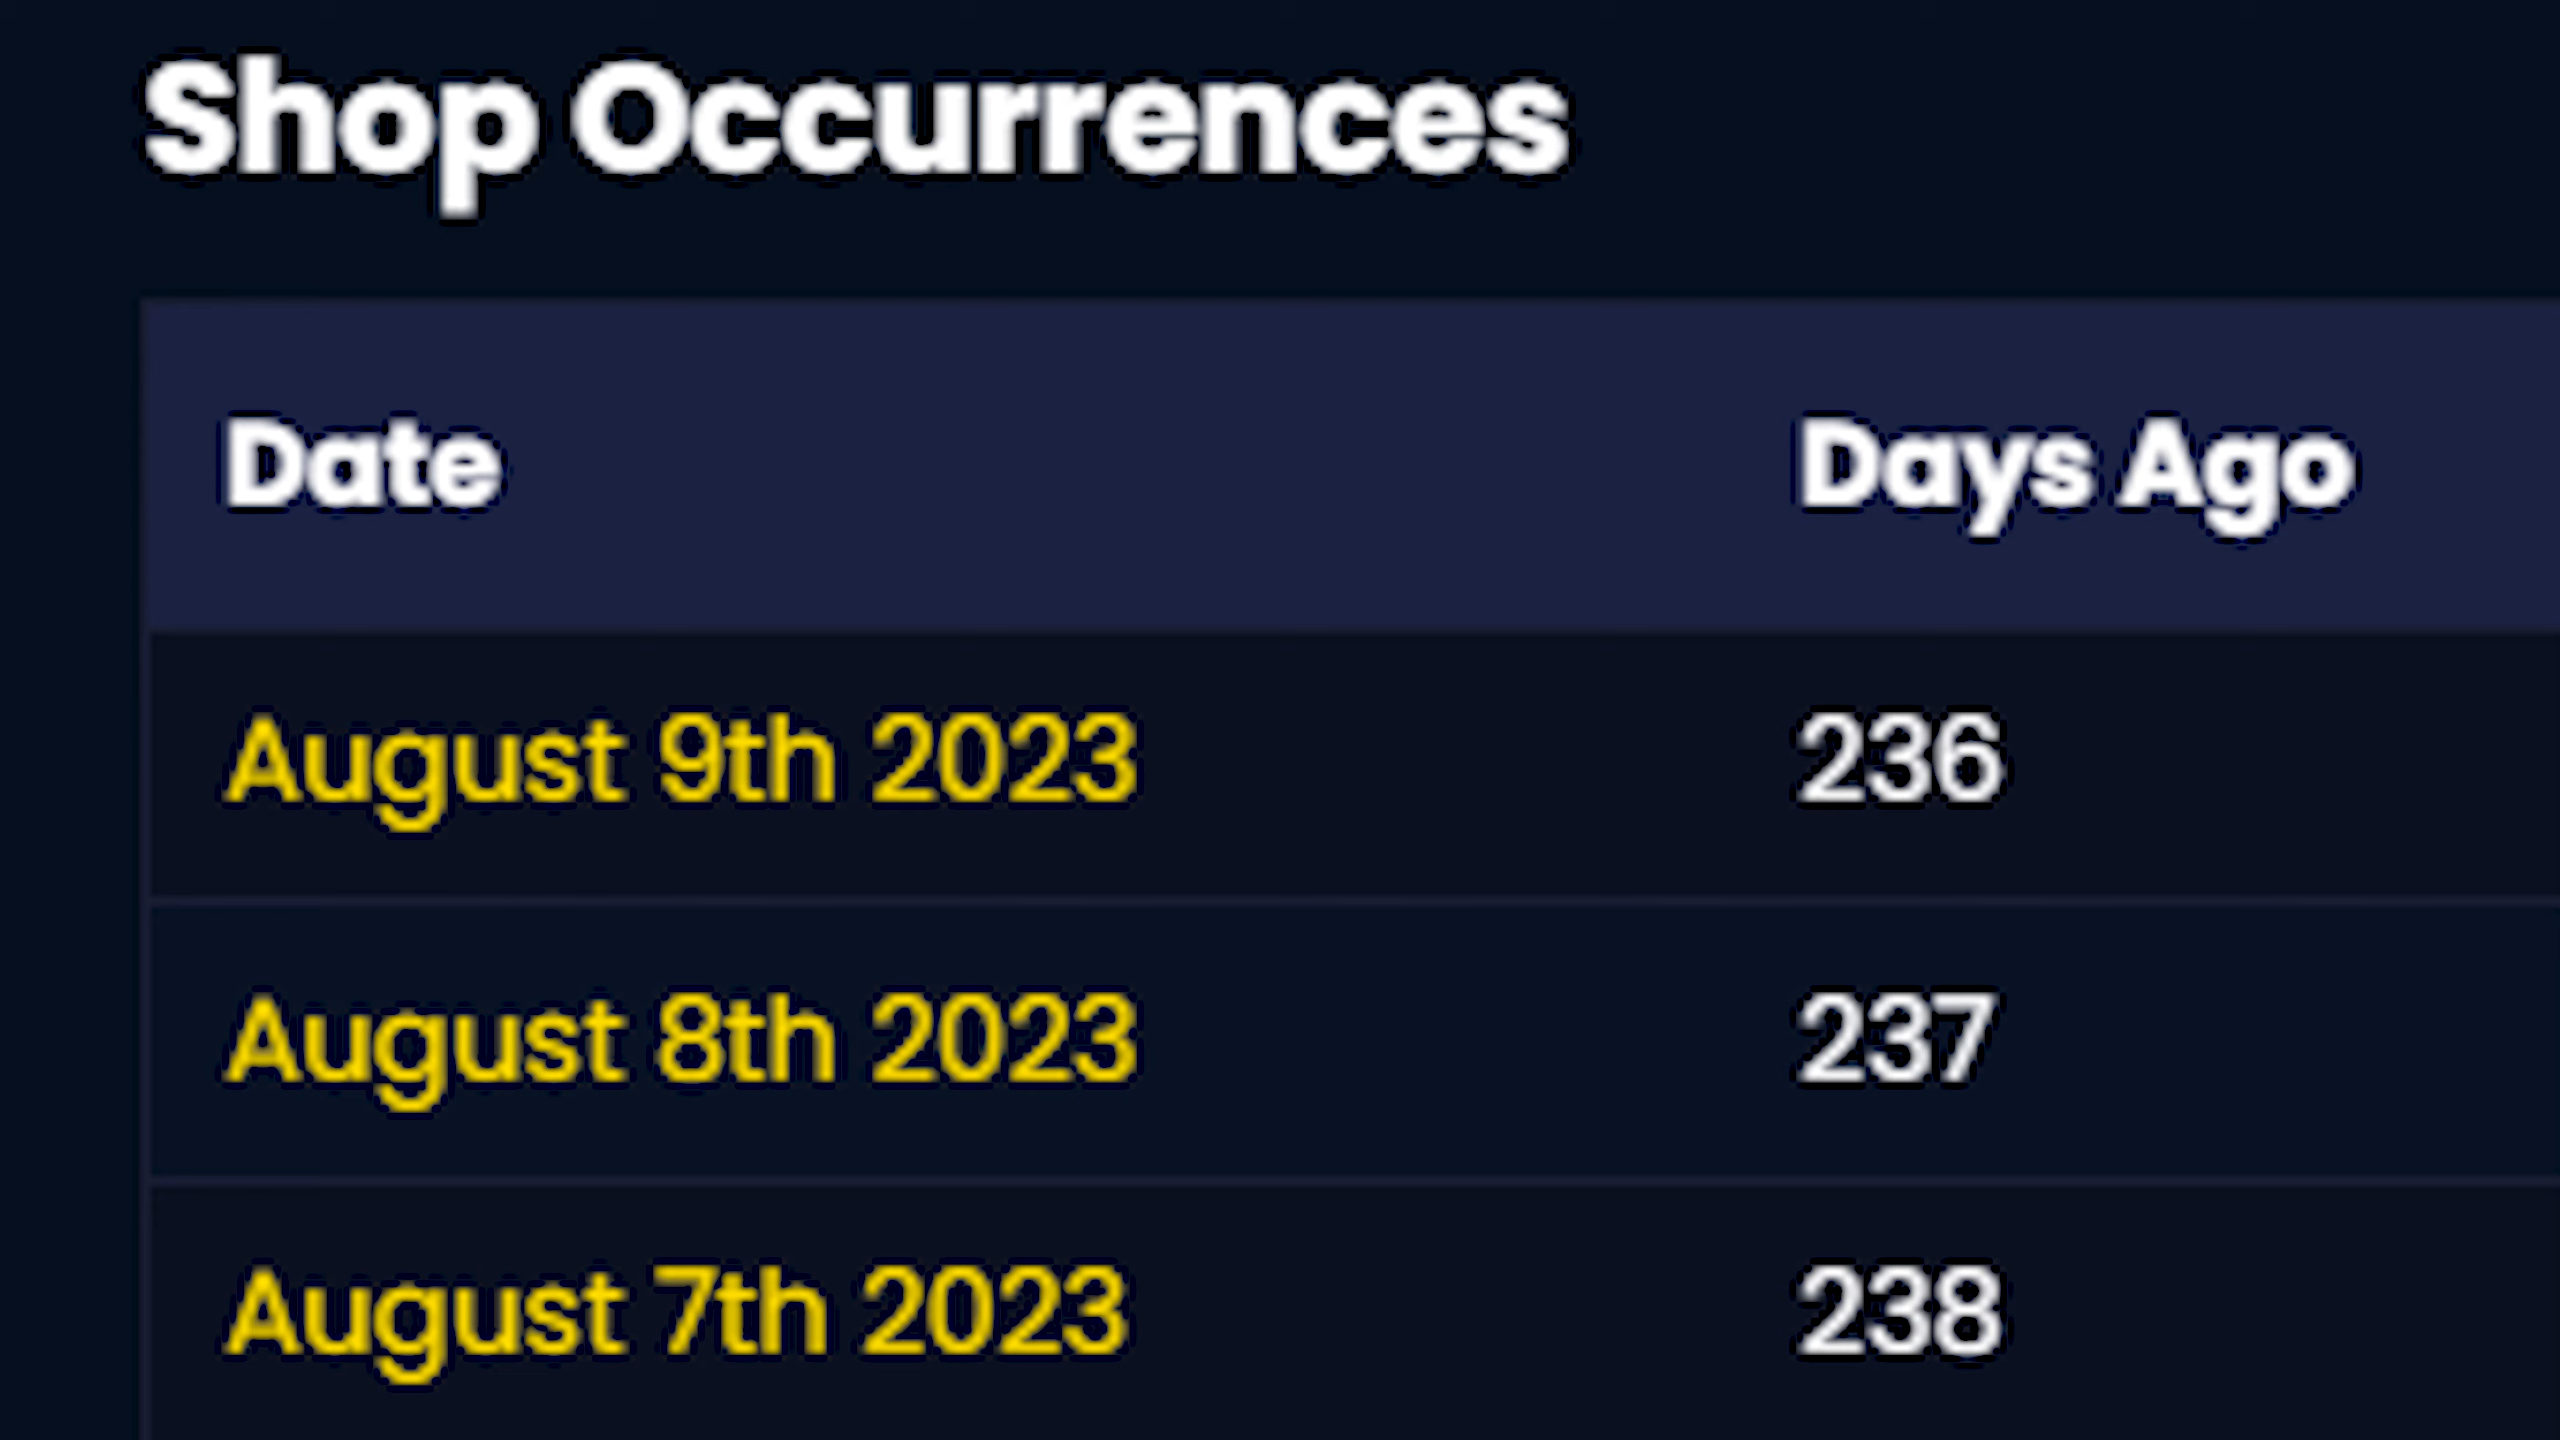 Shop Occurrences
Date Days Ago
August 9th 2023 236
August 8th 2023 237
August 7th 2023 238